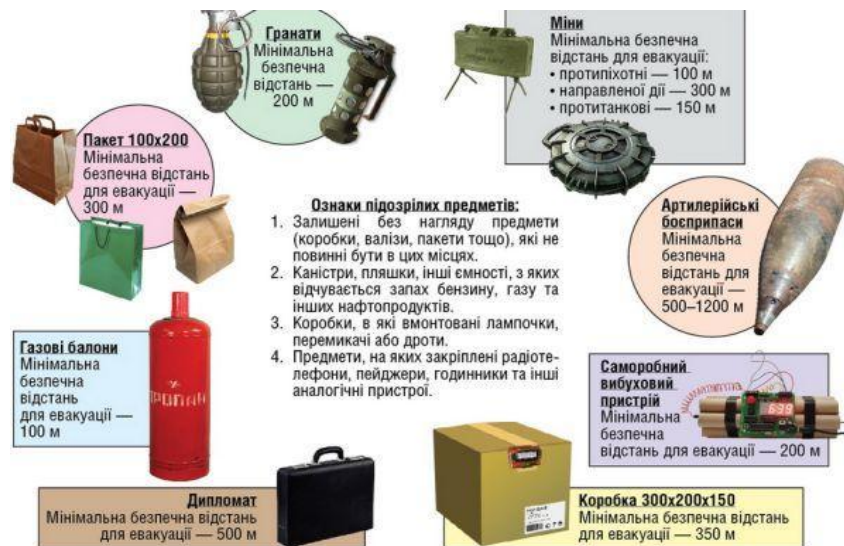 Гранати
Мінімальна
безпечна
відстань —
200 м
Міни
Мінімальна безпечна
відстань для евакуації:
• протипіхотні — 100 м
• направленої дії — 300 м
• протитанкові — 150 м
Пакет 100х200
Мінімальна
безпечна відстань
для евакуації —
300 м
Ознаки підозрілих предметів:
1. Залишені без нагляду предмети
(коробки, валізи, пакети тощо), які не
повинні бути в цих місцях.
2. Каністри, пляшки, інші ємності, з яких
відчувається запах бензину, газу та
інших нафтопродуктів.
3. Коробки, в які вмонтовані лампочки,
перемикачі або дроти.
4. Предмети, на яких закріплені радіоте-
лефони, пейджери, годинники та інші
аналогічні пристрої.
Артилерійські
боєприпаси
Мінімальна
безпечна
відстань для
евакуації —
500–1200 м
Газові балони
Мінімальна
безпечна
відстань
для евакуації —
100 м
ПРОПАН
Саморобний
вибуховий
пристрій
Мінімальна
безпечна
відстань для евакуації — 200 м
Дипломат
Мінімальна безпечна відстань
для евакуації — 500 м
Коробка 300х200х150
Мінімальна безпечна відстань
для евакуації — 350 м